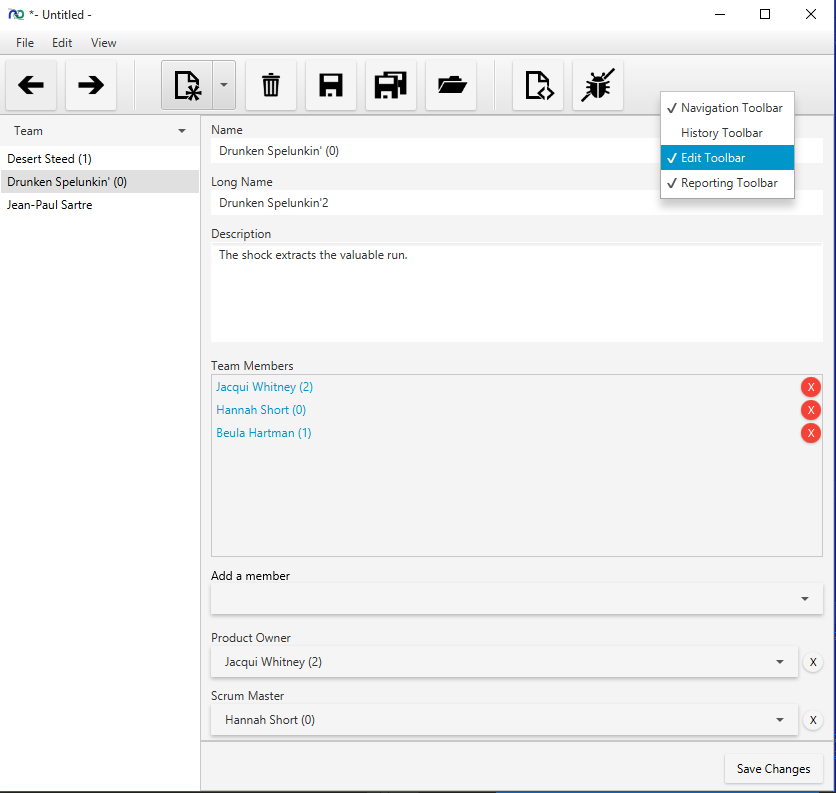 *- Untitled -
File Edit View
✓ Navigation Toolbar
History Toolbar
✓ Edit Toolbar
✓ Reporting Toolbar
Team
Desert Steed (1)
Drunken Spelunkin' (0)
Jean-Paul Sartre
Name
Drunken Spelunkin' (0)
Long Name
Drunken Spelunkin'2
Description
The shock extracts the valuable run.
Team Members
Jacqui Whitney (2) X
Hannah Short (0) X
Beula Hartman (1) X
Add a member
Product Owner
Jacqui Whitney (2) X
Scrum Master
Hannah Short (0) X
Save Changes